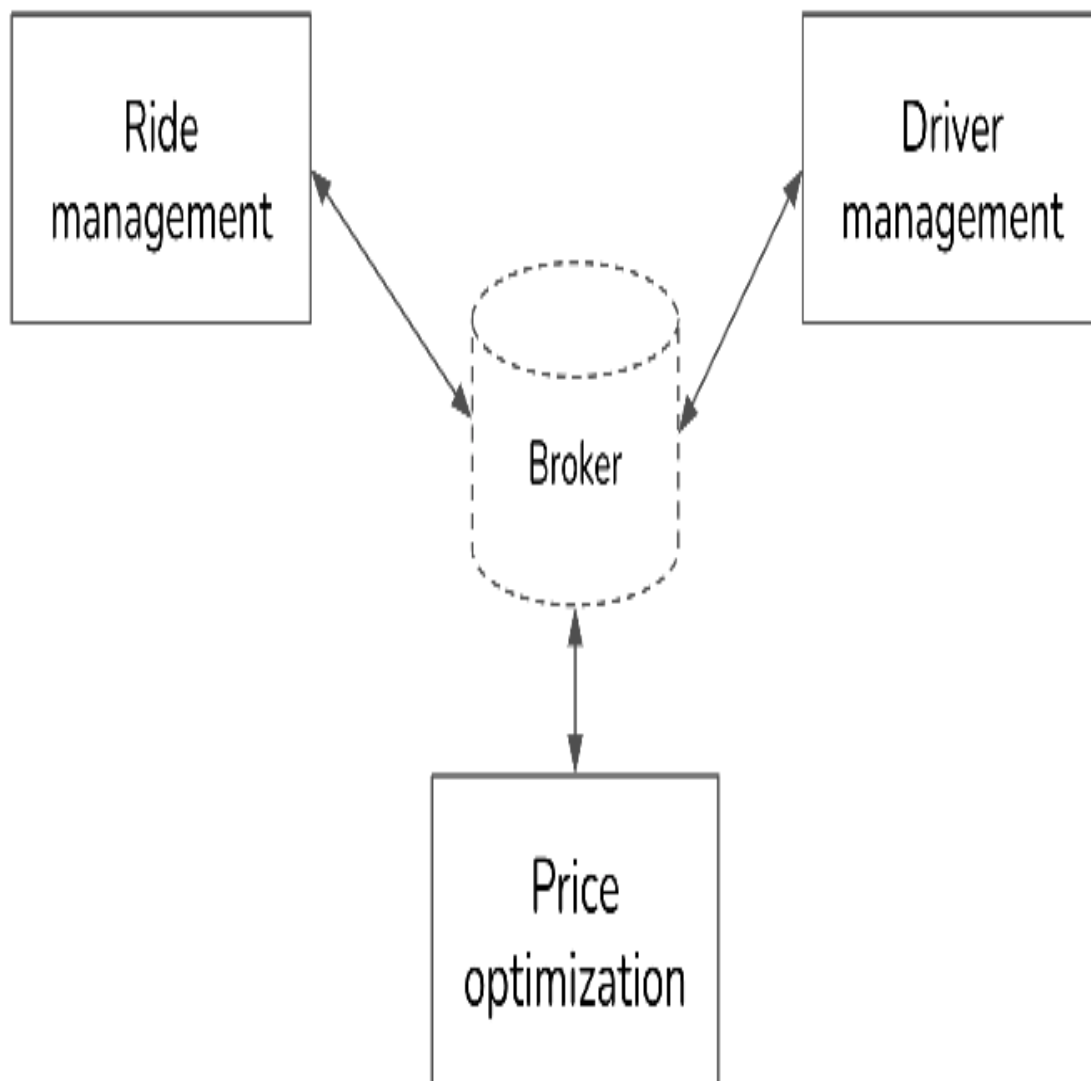 Ride
management
Driver
management
Broker
Price
optimization